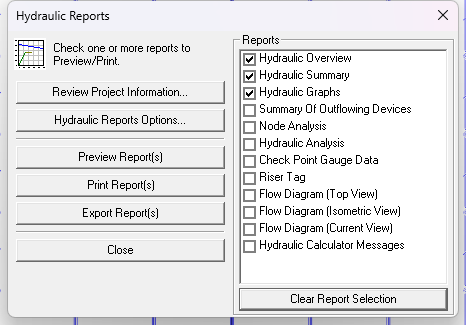 Hydraulic Reports
Check one or more reports to
Preview/Print.
Review Project Information...
Hydraulic Reports Options...
Preview Report(s)
Print Report(s)
Export Report(s)
Close
Reports
Hydraulic Overview
Hydraulic Summary
Hydraulic Graphs
Summary Of Outflowing Devices
Node Analysis
Hydraulic Analysis
Check Point Gauge Data
Riser Tag
Flow Diagram (Top View)
Flow Diagram (Isometric View)
Flow Diagram (Current View)
Hydraulic Calculator Messages
Clear Report Selection